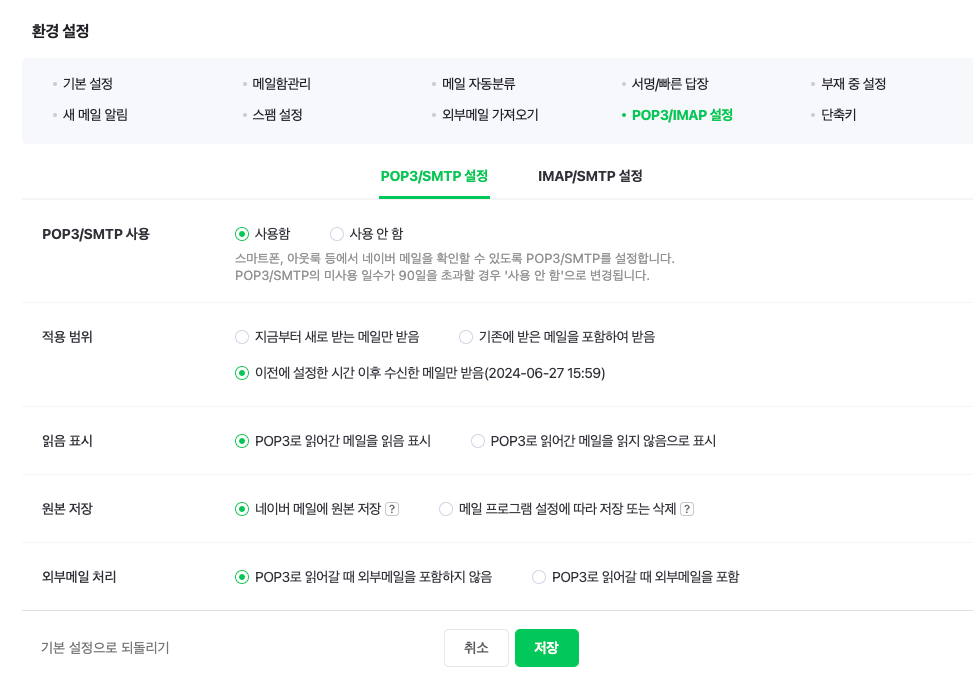 환경 설정
기본 설정 메일함관리 메일 자동분류 서명/빠른 답장 부재 중 설정
새 메일 알림 스팸 설정 외부메일 가져오기 POP3/IMAP 설정 단축키
POP3/SMTP 설정 IMAP/SMTP 설정
POP3/SMTP 사용 사용함 사용 안 함
스마트폰, 아웃룩 등에서 네이버 메일을 확인할 수 있도록 POP3/SMTP를 설정합니다.
POP3/SMTP의 미사용 일수가 90일을 초과할 경우 '사용 안 함'으로 변경됩니다.
적용 범위 지금부터 새로 받는 메일만 받음 기존에 받은 메일을 포함하여 받음
이전에 설정한 시간 이후 수신한 메일만 받음(2024-06-27 15:59)
읽음 표시 POP3로 읽어간 메일을 읽음 표시 POP3로 읽어간 메일을 읽지 않음으로 표시
원본 저장 네이버 메일에 원본 저장 ? 메일 프로그램 설정에 따라 저장 또는 삭제 ?
외부메일 처리 POP3로 읽어갈 때 외부메일을 포함하지 않음 POP3로 읽어갈 때 외부메일을 포함
기본 설정으로 되돌리기 취소 저장